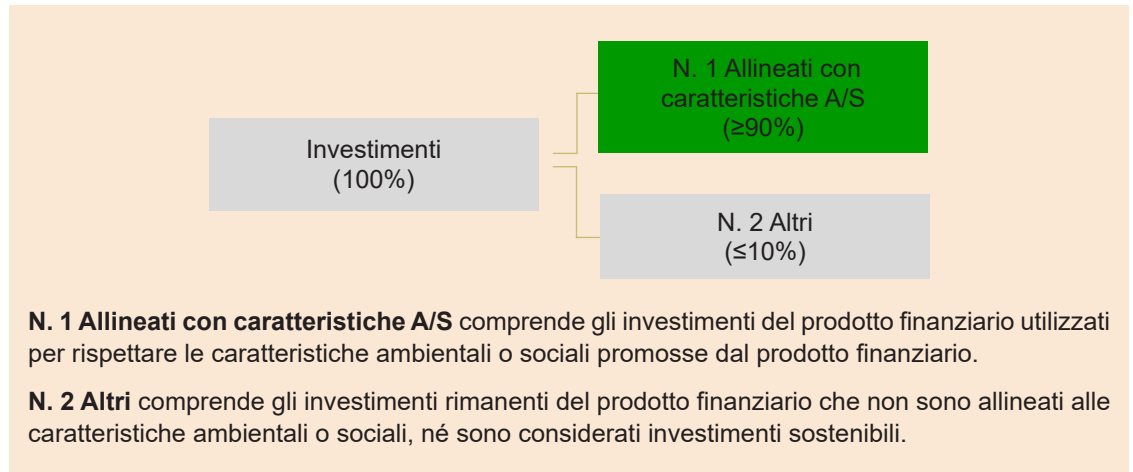 N. 1 Allineati con
caratteristiche A/S
(≥90%)
Investimenti
(100%)
N. 2 Altri
(≤10%)
N. 1 Allineati con caratteristiche A/S comprende gli investimenti del prodotto finanziario utilizzati
per rispettare le caratteristiche ambientali o sociali promosse dal prodotto finanziario.
N. 2 Altri comprende gli investimenti rimanenti del prodotto finanziario che non sono allineati alle
caratteristiche ambientali o sociali, né sono considerati investimenti sostenibili.